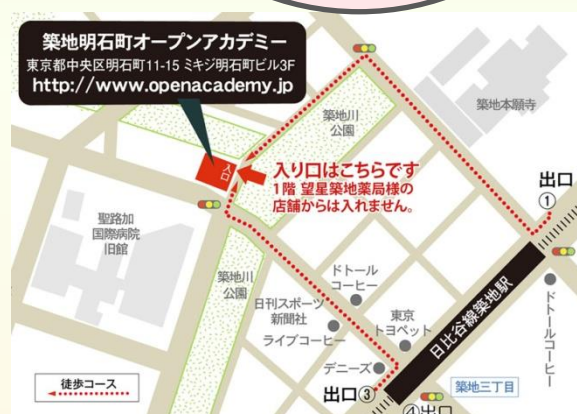 築地明石町オープンアカデミー
東京都中央区明石町11-15 ミキジ明石町ビル3F
http://www.openacademy.jp
築地川
公園
築地本願寺
入口
入り口はこちらです
1階 望星築地薬局様の
店舗からは入れません。
出口
①
聖路加
国際病院
旧館
築地川
公園
ドトール
コーヒー
日刊スポーツ
新聞社
ライブコーヒー
東京
トヨペット
日比谷線築地駅
ドトールコーヒー
デニーズ
徒歩コース
出口③
築地三丁目
④出口